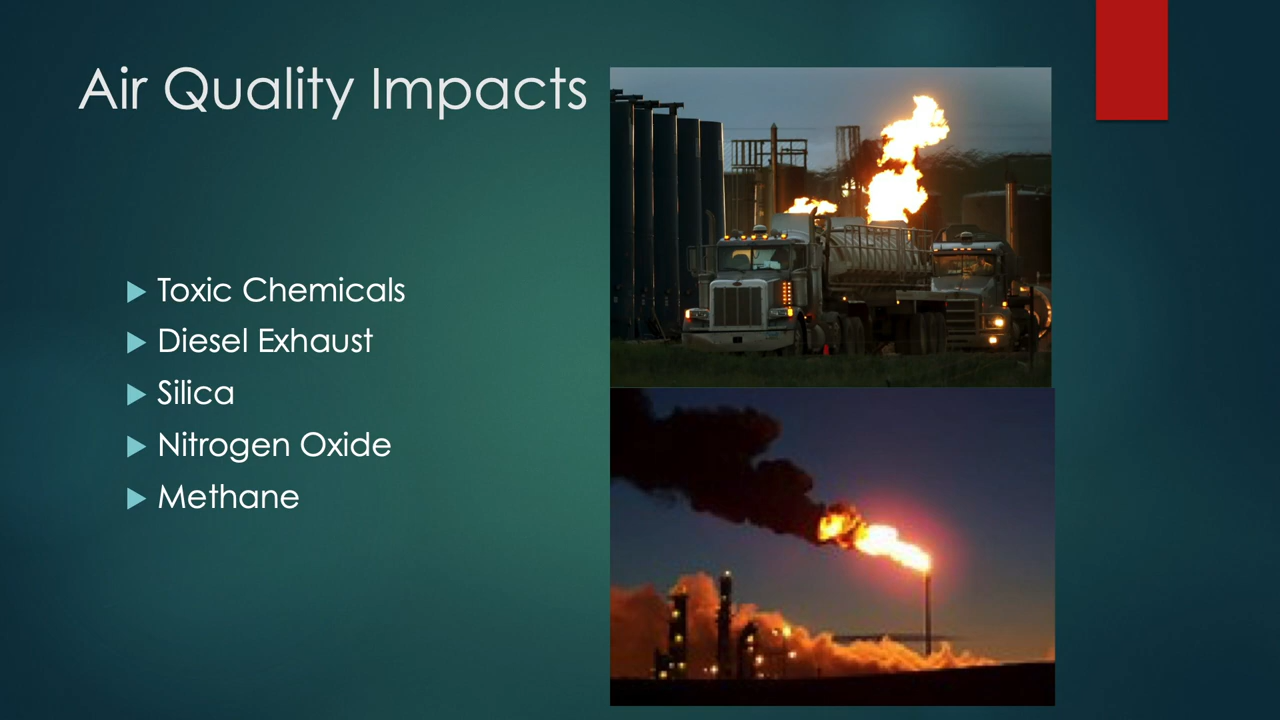 Air Quality Impacts
Toxic Chemicals
Diesel Exhaust
Silica
Nitrogen Oxide
Methane